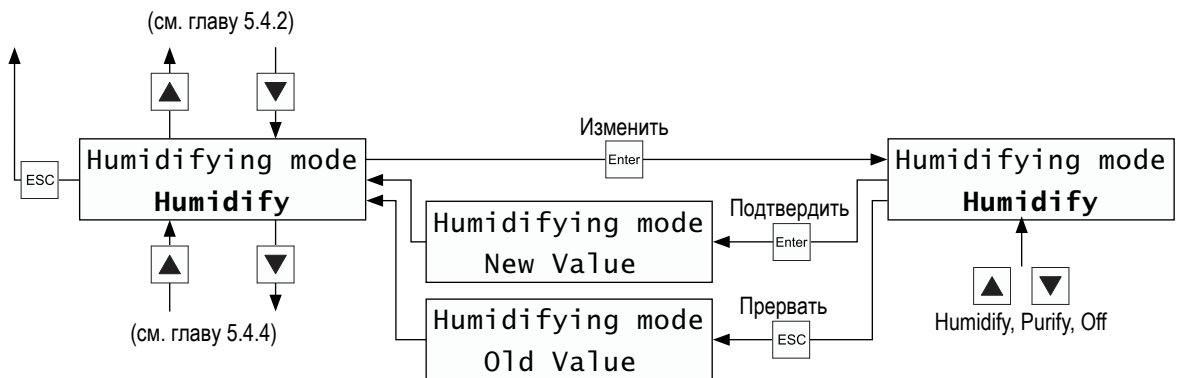 (см. главу 5.4.2)
Изменить
Enter
ESC
Humidifying mode
Humidify
Humidifying mode
Humidify
Подтвердить
Enter
Humidifying mode
New Value
Прервать
ESC
Humidifying mode
Old Value
(см. главу 5.4.4)
Humidify, Purify, Off